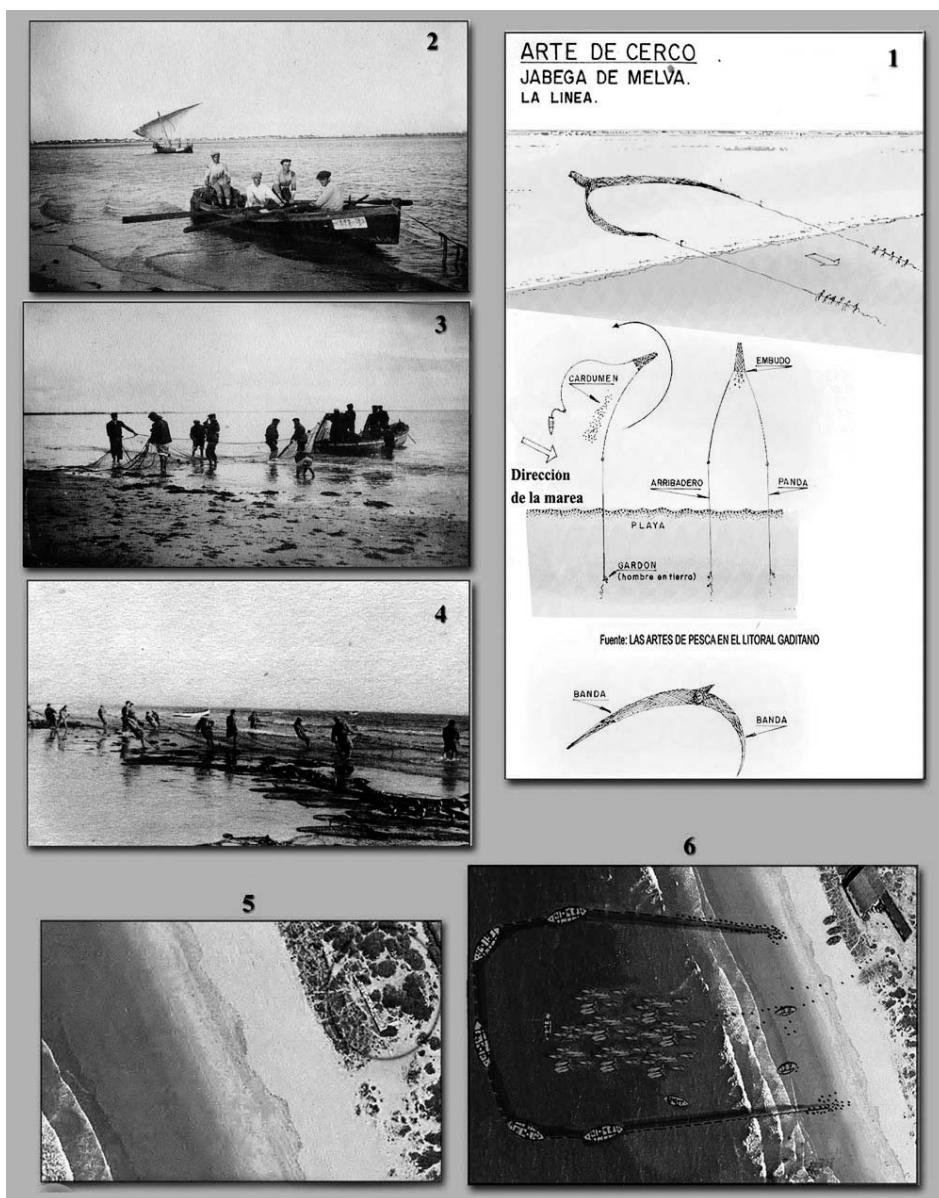 2
ARTE DE CERCO
1
JABEGA DE MELVA.
LA LINEA.
3
CARDUMEN
EMBUDO
Dirección
de la marea
ARRIBADERO
PANDA
PLAYA
GARDON
(hombre en tierra)
4
Fuente: LAS ARTES DE PESCA EN EL LITORAL GADITANO
BANDA
BANDA
5
6